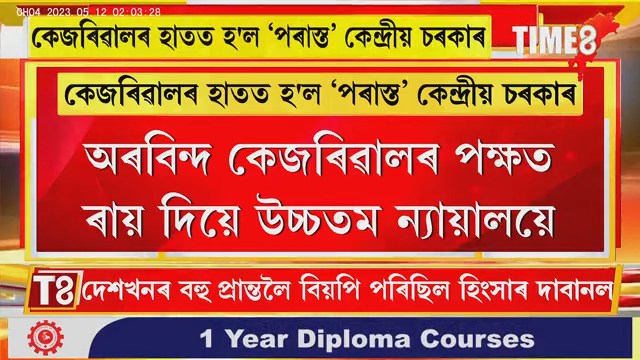 CH04 2023.05.12 02:03:28
কেজৰিৱালৰ হাতত হ'ল ‘পৰাস্ত’ কেন্দ্ৰীয় চৰকাৰ
TIME8
কেজৰিৱালৰ হাতত হ'ল ‘পৰাস্ত’ কেন্দ্ৰীয় চৰকাৰ
অৰবিন্দ কেজৰিৱালৰ পক্ষত
ৰায় দিয়ে উচ্চতম ন্যায়ালয়ে
T8 দেশখনৰ বহু প্ৰান্তলৈ বিয়পি পৰিছিল হিংসাৰ দাবানল
1 Year Diploma Courses